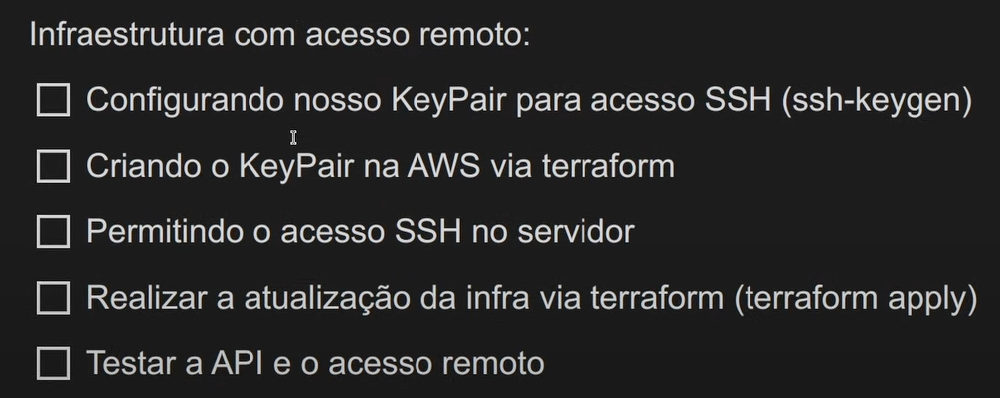 Infraestrutura com acesso remoto:
Configurando nosso KeyPair para acesso SSH (ssh-keygen)
Criando o KeyPair na AWS via terraform
Permitindo o acesso SSH no servidor
Realizar a atualização da infra via terraform (terraform apply)
Testar a API e o acesso remoto